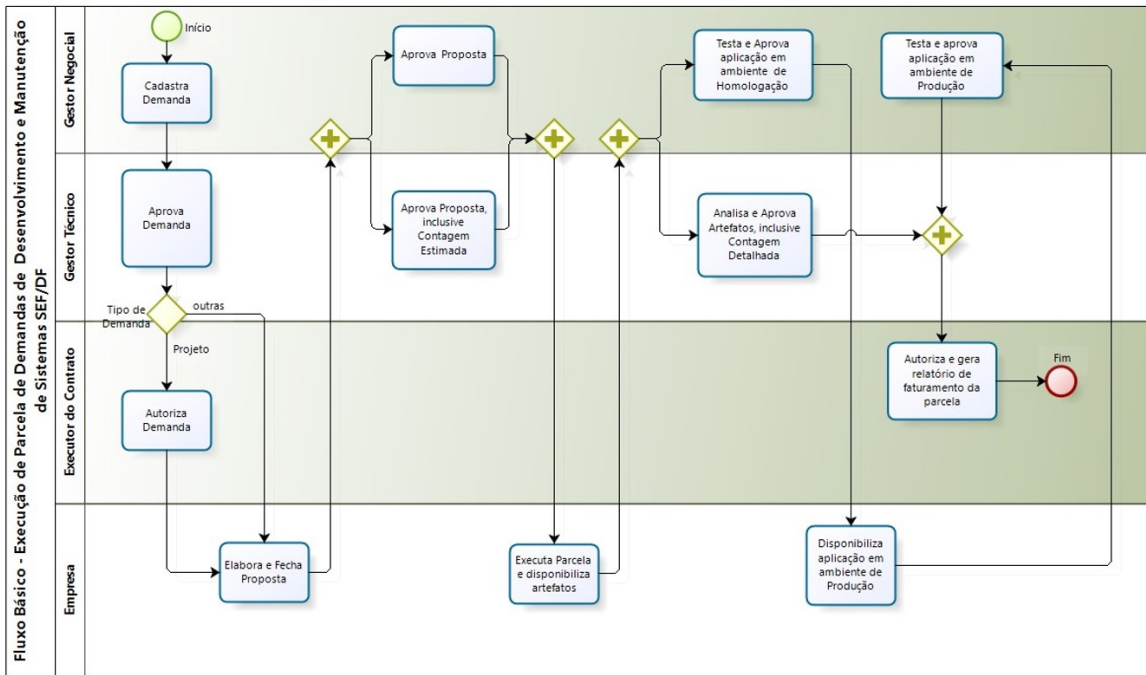 Fluxo Básico - Execução de Parcela de Demandas de Desenvolvimento e Manutenção
de Sistemas SEF/DF
Gestor Negocial
Início
Cadastra
Demanda
Aprova Proposta
Testa e Aprova
aplicação em
ambiente de
Homologação
Testa e aprova
aplicação em
ambiente de
Produção
Gestor Técnico
Aprova
Demanda
Tipo de
Demanda
outras
Projeto
Aprova Proposta,
inclusive
Contagem
Estimada
Analisa e Aprova
Artefatos, inclusive
Contagem
Detalhada
Executor do Contrato
Autoriza
Demanda
Autoriza e gera
relatório de
faturamento da
parcela
Fim
Empresa
Elabora e Fecha
Proposta
Executa Parcela
e disponibiliza
artefatos
Disponibiliza
aplicação em
ambiente de
Produção